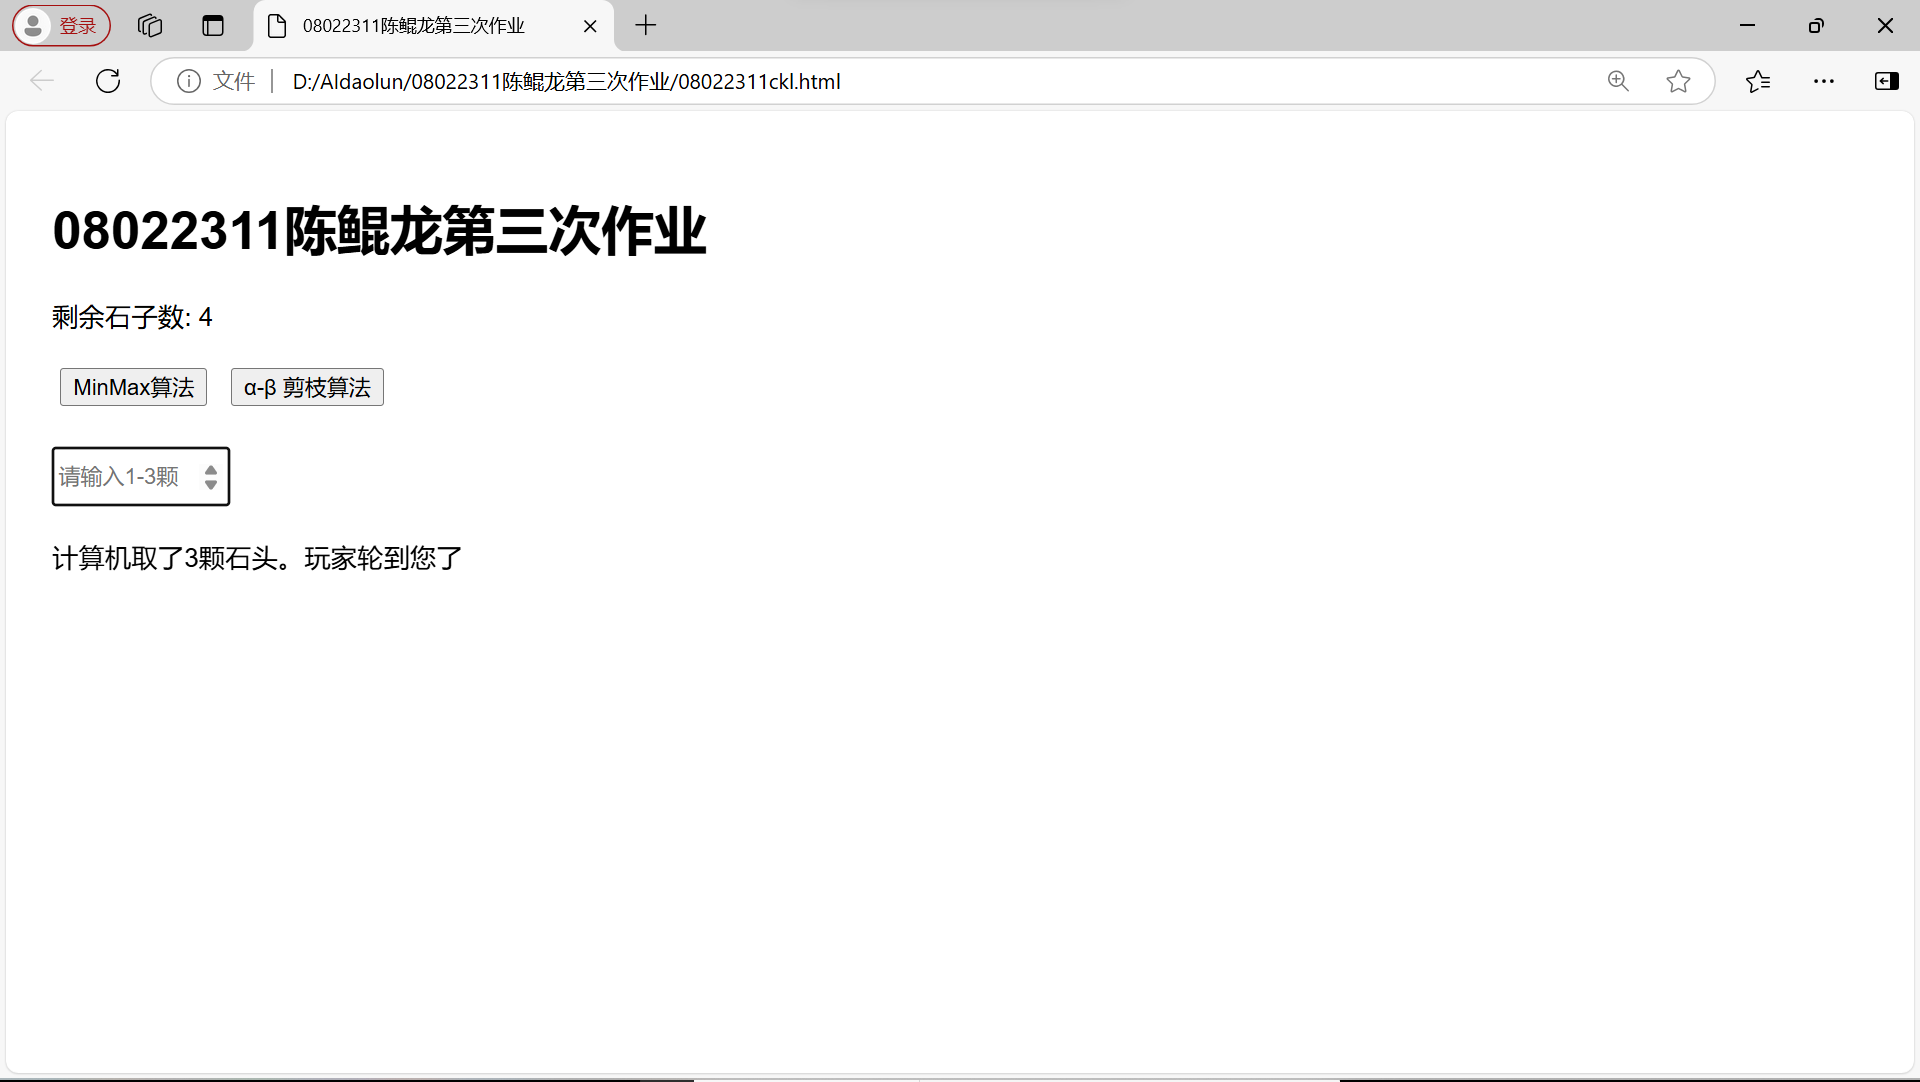 登录
08022311陈鲲龙第三次作业
文件
D:/AIdaolun/08022311陈鲲龙第三次作业/08022311ckl.html
08022311陈鲲龙第三次作业
剩余石子数: 4
MinMax算法
α-β 剪枝算法
请输入1-3颗
计算机取了3颗石头。玩家轮到您了